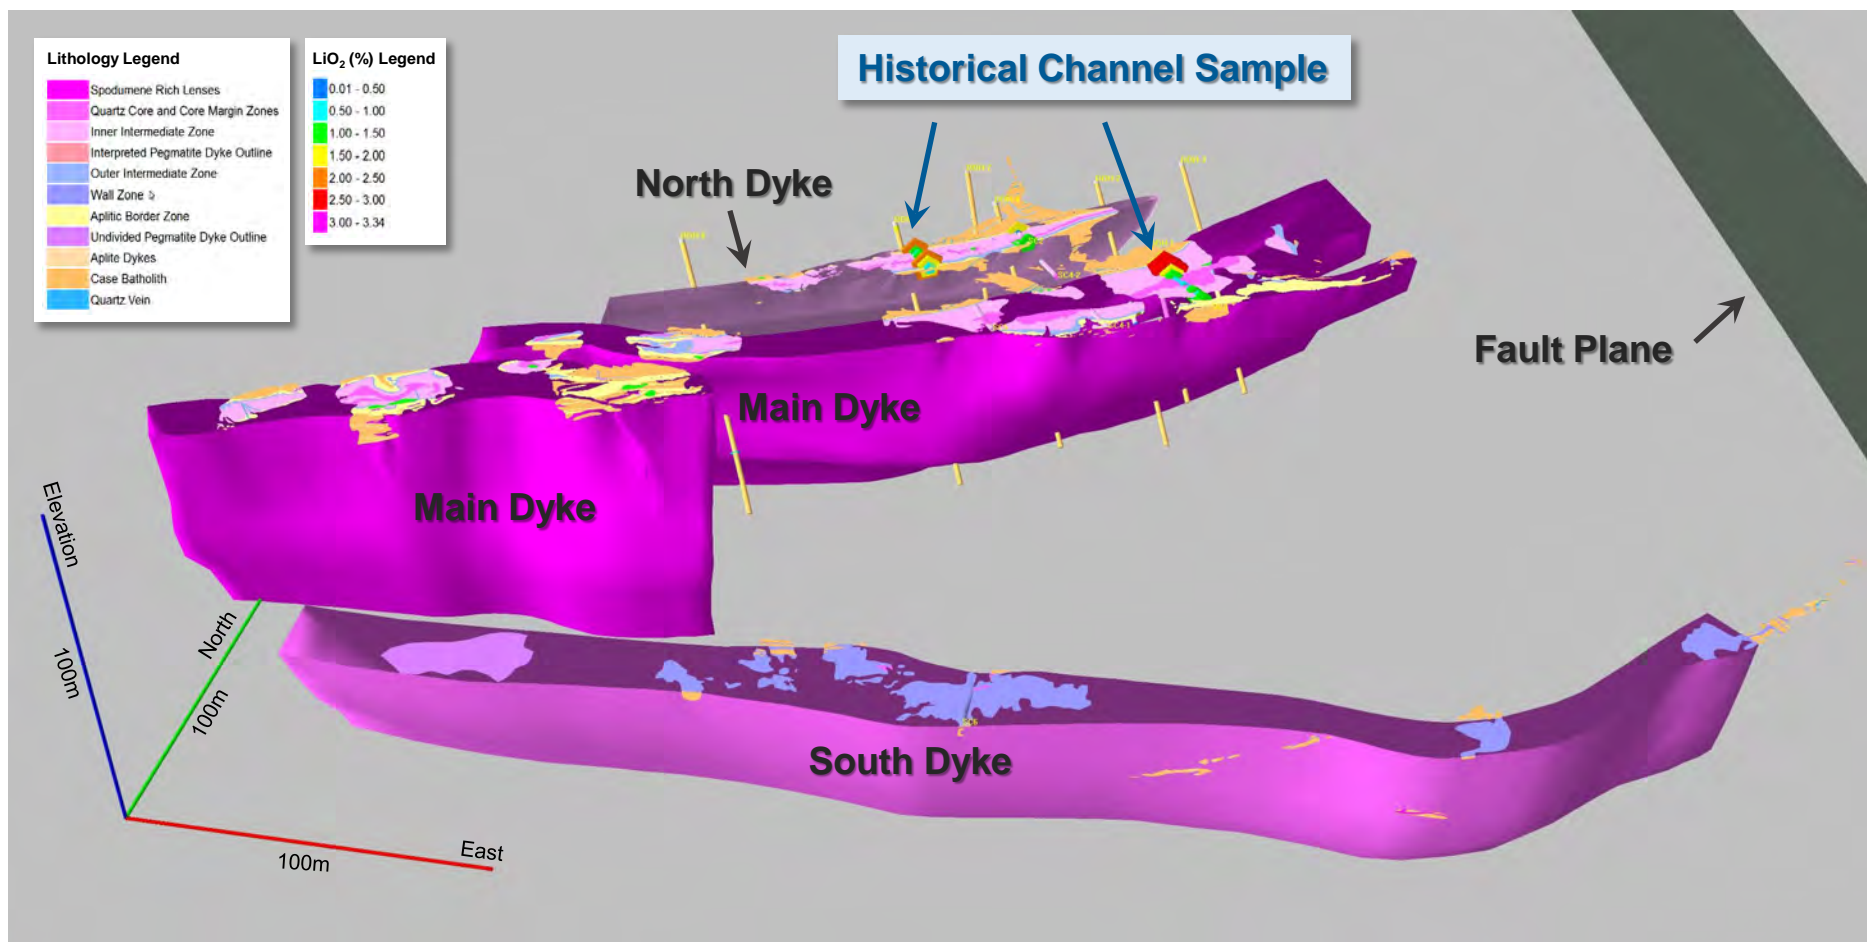 Lithology Legend
Spodumene Rich Lenses
Quartz Core and Core Margin Zones
Inner Intermediate Zone
Interpreted Pegmatite Dyke Outline
Outer Intermediate Zone
Wall Zone
Aplitic Border Zone
Undivided Pegmatite Dyke Outline
Aplite Dykes
Case Batholith
Quartz Vein
LiO₂ (%) Legend
0.01 - 0.50
0.50 - 1.00
1.00 - 1.50
1.50 - 2.00
2.00 - 2.50
2.50 - 3.00
3.00 - 3.34
Historical Channel Sample
North Dyke
SC4-2
Fault Plane
Main Dyke
Main Dyke
South Dyke
Elevation
100m
North
100m
East
100m